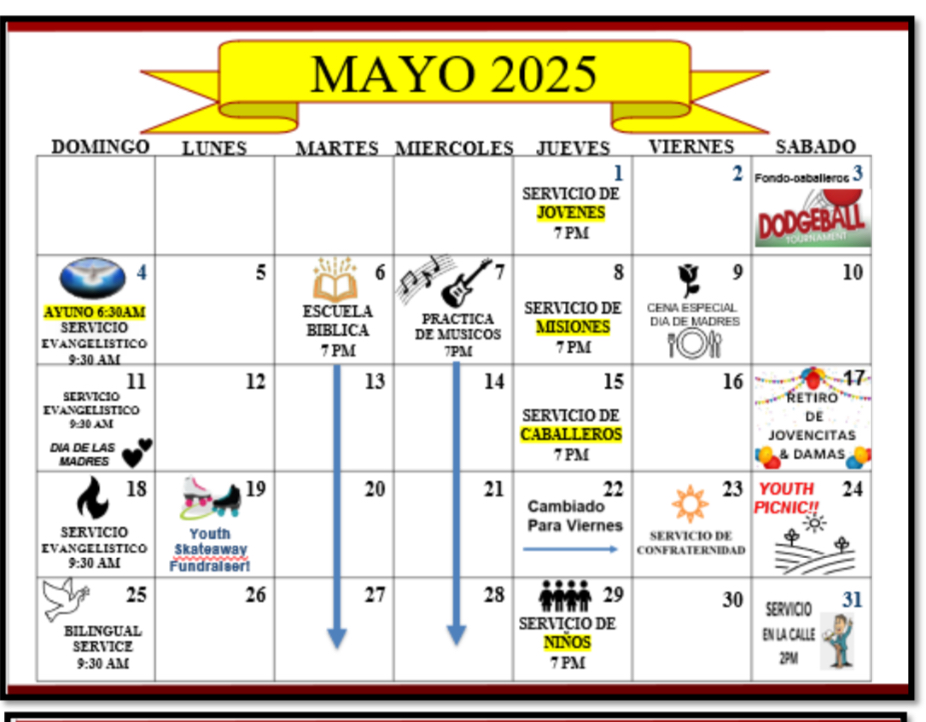 MAYO 2025
DOMINGO LUNES MARTES MIERCOLES JUEVES VIERNES SABADO
1
SERVICIO DE
JOVENES
7 PM
2
Fondo-caballeros 3
DODGEBALL
TOURNAMENT
4
AYUNO 6:30AM
SERVICIO
EVANGELISTICO
9:30 AM
5
6
ESCUELA
BIBLICA
7 PM
7
PRACTICA
DE MUSICOS
7PM
8
SERVICIO DE
MISIONES
7 PM
9
CENA ESPECIAL
DIA DE MADRES
10
11
SERVICIO
EVANGELISTICO
9:30 AM
DIA DE LAS
MADRES
12
13
14
15
SERVICIO DE
CABALLEROS
7 PM
16
17
RETIRO
DE
JOVENCITAS
& DAMAS
18
SERVICIO
EVANGELISTICO
9:30 AM
19
Youth
Skateaway
Fundraiser!
20
21
22
Cambiado
Para Viernes
23
SERVICIO DE
CONFRATERNIDAD
24
YOUTH
PICNIC!!
25
BILINGUAL
SERVICE
9:30 AM
26
27
28
29
SERVICIO DE
NIÑOS
7 PM
30
31
SERVICIO
EN LA CALLE
2PM